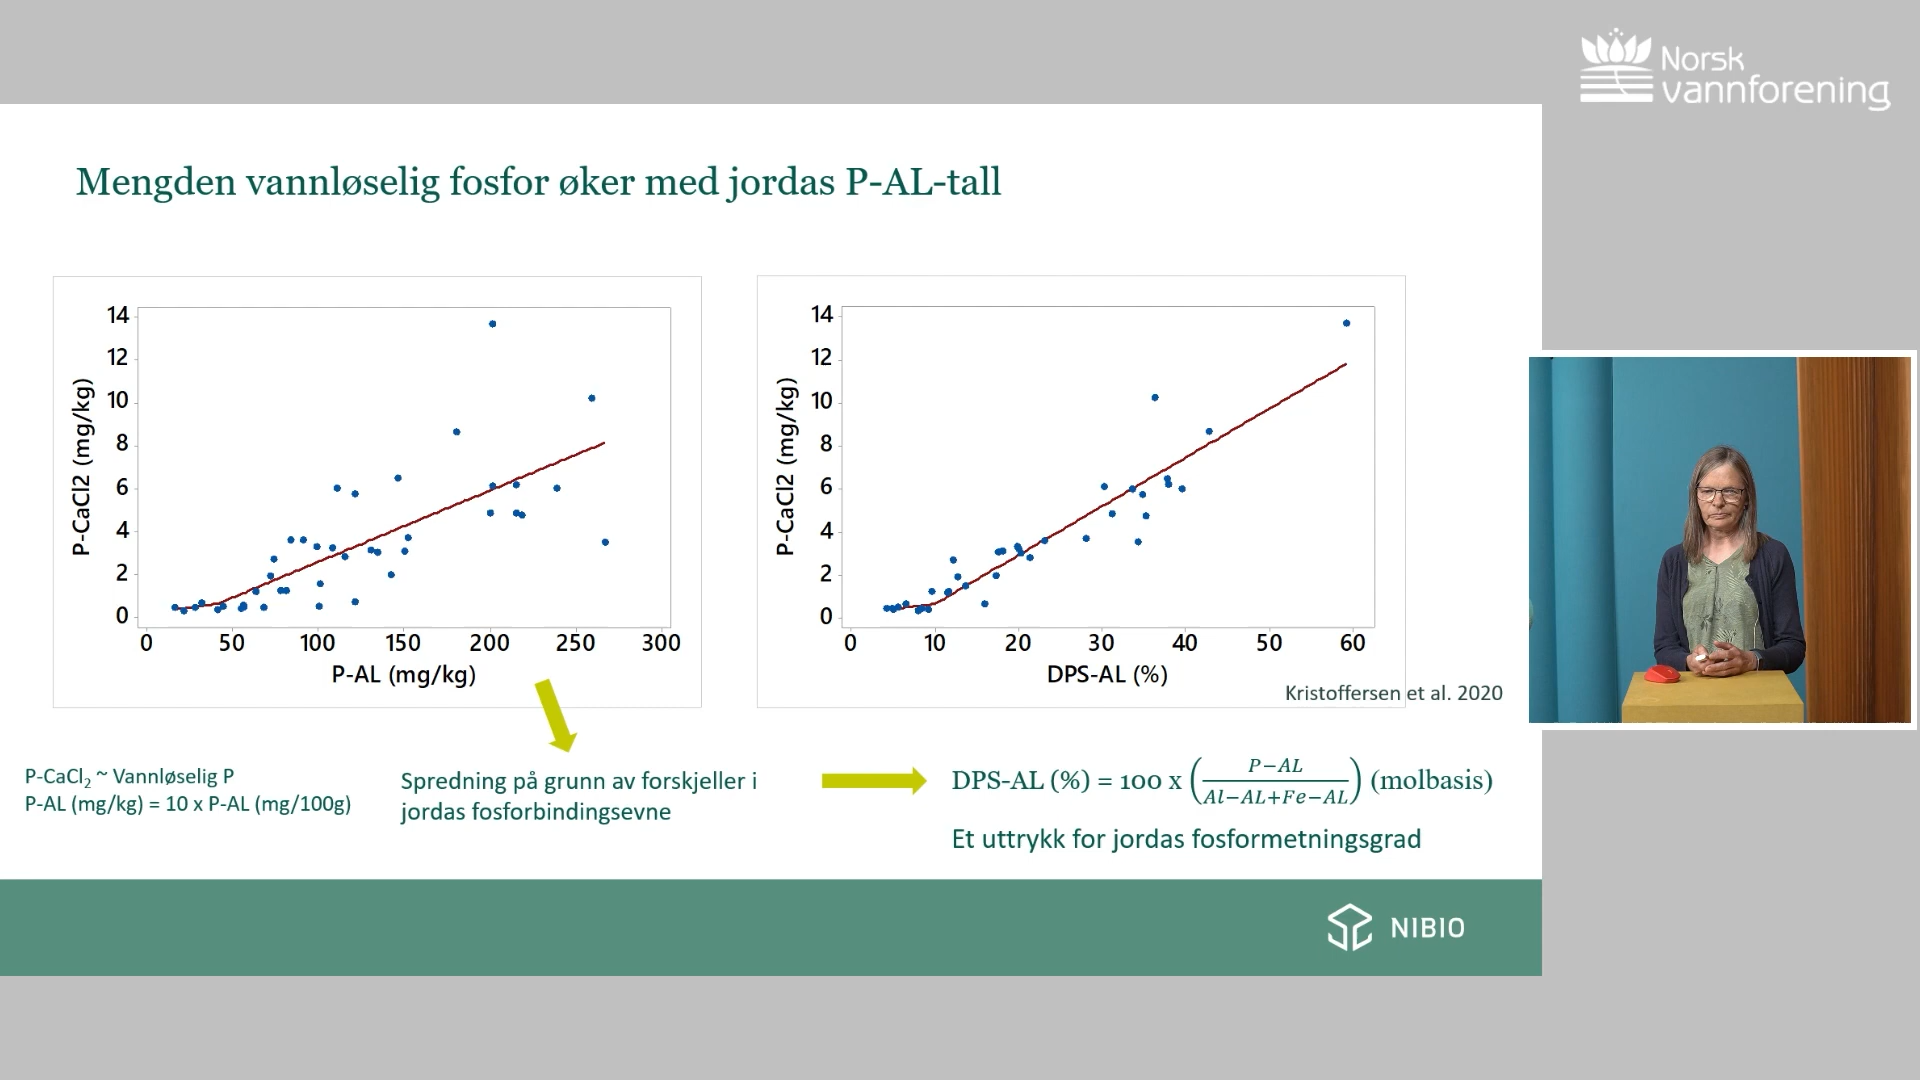 Norsk
vannforening
Mengden vannløselig fosfor øker med jordas P-AL-tall
14
12
10
8
6
4
2
0
P-CaCl2 (mg/kg)
0 50 100 150 200 250 300
P-AL (mg/kg)
14
12
10
8
6
4
2
0
P-CaCl2 (mg/kg)
0 10 20 30 40 50 60
DPS-AL (%)
Kristoffersen et al. 2020
P-CaCl₂ ~ Vannløselig P
P-AL (mg/kg) = 10 x P-AL (mg/100g)
Spredning på grunn av forskjeller i
jordas fosforbindingsevne
DPS-AL (%) = 100 x (P−AL / Al−AL+Fe−AL) (molbasis)
Et uttrykk for jordas fosformetningsgrad
NIBIO